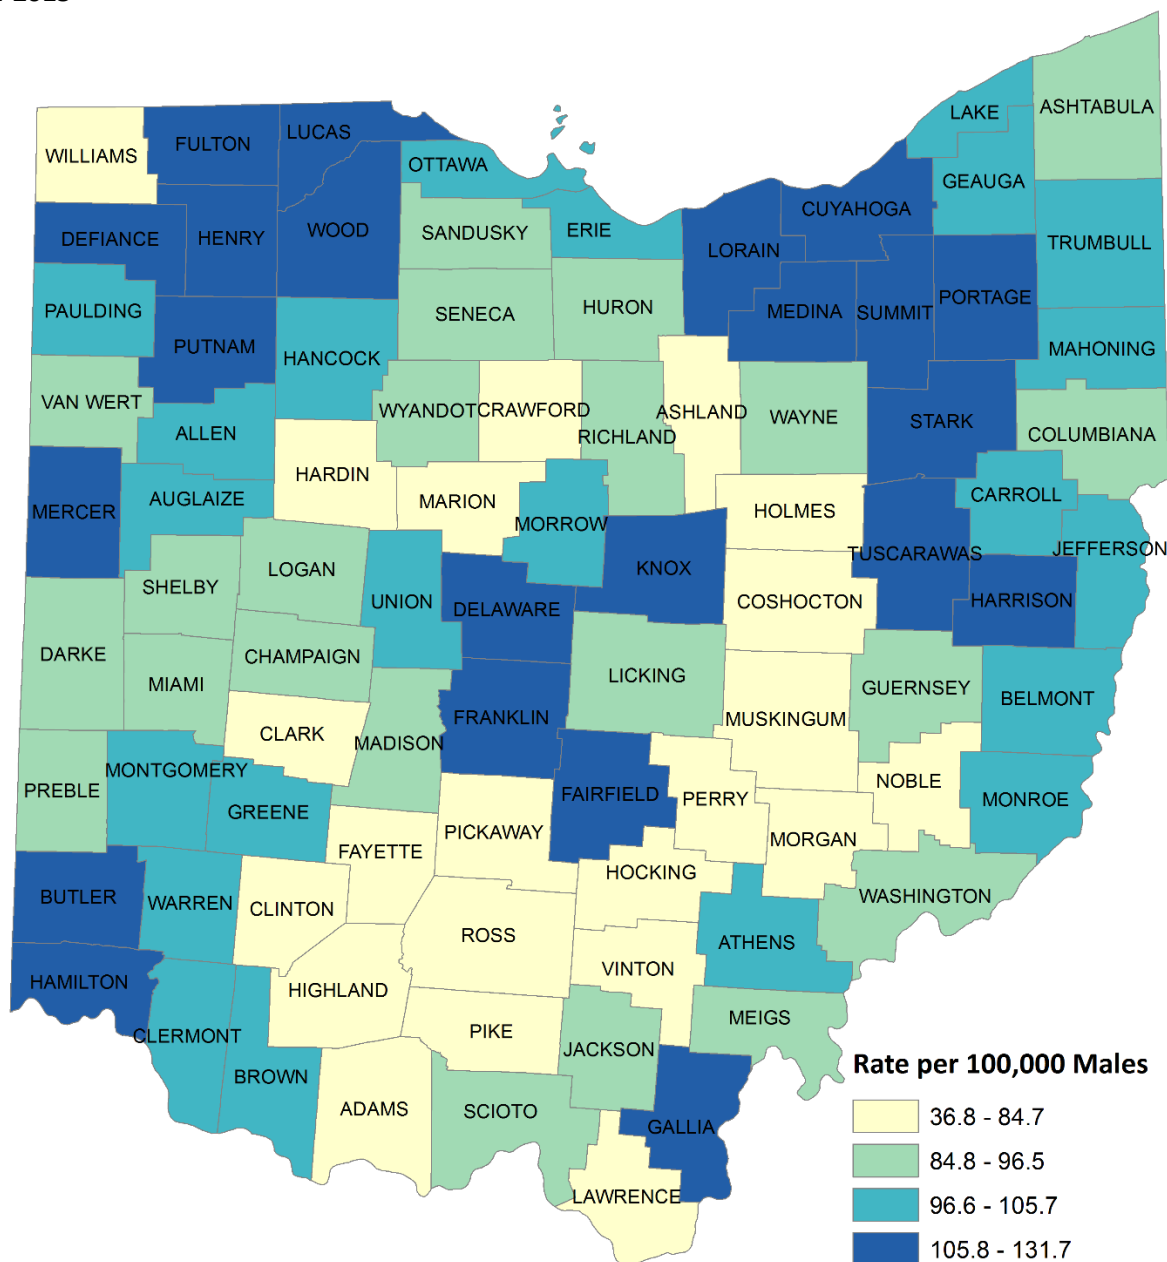 LAKE
ASHTABULA
WILLIAMS
FULTON
LUCAS
OTTAWA
GEAUGA
CUYAHOGA
DEFIANCE
HENRY
WOOD
SANDUSKY
ERIE
LORAIN
TRUMBULL
PAULDING
SENECA
HURON
MEDINA
SUMMIT
PORTAGE
PUTNAM
HANCOCK
MAHONING
VAN WERT
ALLEN
WYANDOT
CRAWFORD
RICHLAND
ASHLAND
WAYNE
STARK
COLUMBIANA
HARDIN
MERCER
AUGLAIZE
MARION
MORROW
HOLMES
CARROLL
TUSCARAWAS
JEFFERSON
SHELBY
LOGAN
UNION
DELAWARE
KNOX
COSHOCTON
HARRISON
DARKE
MIAMI
CHAMPAIGN
LICKING
GUERNSEY
BELMONT
CLARK
MADISON
FRANKLIN
MUSKINGUM
PREBLE
MONTGOMERY
GREENE
FAIRFIELD
PERRY
NOBLE
MONROE
PICKAWAY
MORGAN
FAYETTE
HOCKING
BUTLER
WARREN
CLINTON
WASHINGTON
ROSS
ATHENS
HAMILTON
HIGHLAND
VINTON
CLERMONT
PIKE
JACKSON
MEIGS
BROWN
ADAMS
SCIOTO
GALLIA
LAWRENCE
Rate per 100,000 Males
36.8 - 84.7
84.8 - 96.5
96.6 - 105.7
105.8 - 131.7